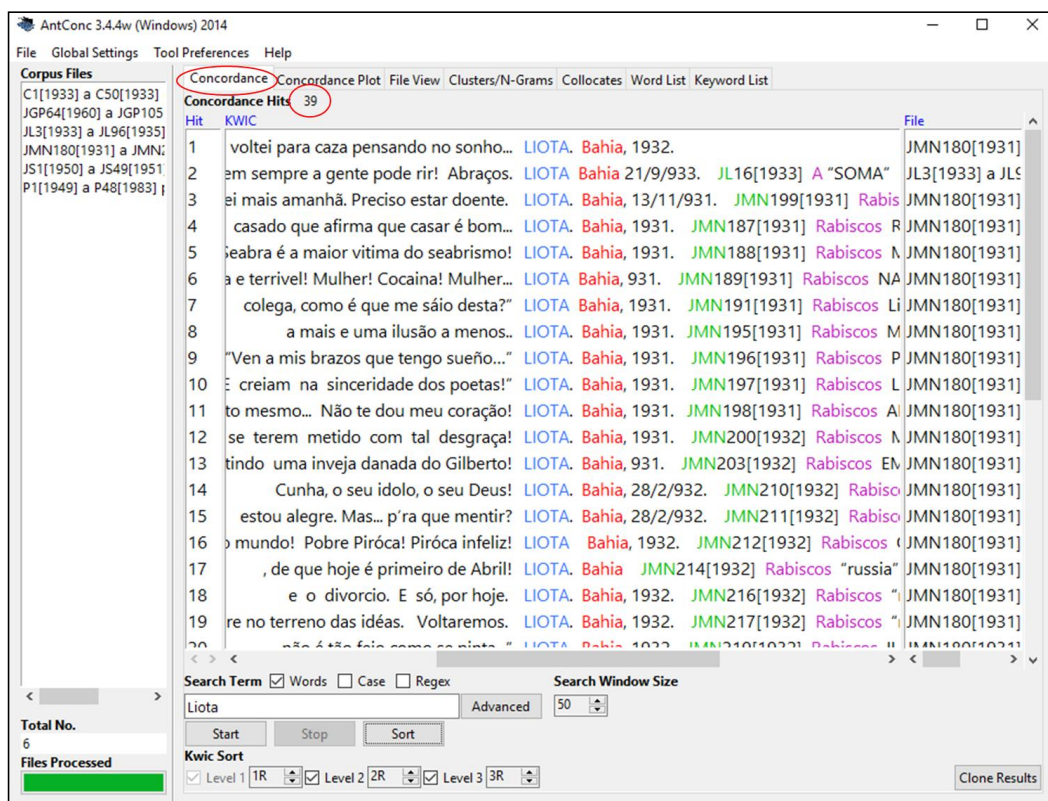 AntConc 3.4.4w (Windows) 2014
File Global Settings Tool Preferences Help
Corpus Files
C1[1933] a C50[1933]
JGP64[1960] a JGP105
JL3[1933] a JL96[1935]
JMN180[1931] a JMN2
JS1[1950] a JS49[1951]
P1[1949] a P48[1983]
Concordance Concordance Plot File View Clusters/N-Grams Collocates Word List Keyword List
Concordance Hits 39
Hit KWIC File
1 voltei para caza pensando no sonho... LIOTA. Bahia, 1932. JMN180[1931]
2 em sempre a gente pode rir! Abraços. LIOTA Bahia 21/9/933. JL16[1933] A “SOMA” JL3[1933] a JL9
3 ei mais amanhã. Preciso estar doente. LIOTA. Bahia, 13/11/931. JMN199[1931] Rabis JMN180[1931]
4 casado que afirma que casar é bom... LIOTA. Bahia, 1931. JMN187[1931] Rabiscos R JMN180[1931]
5 Seabra é a maior vitima do seabrismo! LIOTA. Bahia, 1931. JMN188[1931] Rabiscos JMN180[1931]
6 a e terrivel! Mulher! Cocaina! Mulher... LIOTA Bahia, 931. JMN189[1931] Rabiscos NA JMN180[1931]
7 colega, como é que me sáio desta?” LIOTA. Bahia, 1931. JMN191[1931] Rabiscos Li JMN180[1931]
8 a mais e uma ilusão a menos.. LIOTA. Bahia, 1931. JMN195[1931] Rabiscos M JMN180[1931]
9 “Ven a mis brazos que tengo sueño...” LIOTA. Bahia, 1931. JMN196[1931] Rabiscos P JMN180[1931]
10 E creiam na sinceridade dos poetas!” LIOTA. Bahia, 1931. JMN197[1931] Rabiscos L JMN180[1931]
11 to mesmo... Não te dou meu coração! LIOTA. Bahia, 1931. JMN198[1931] Rabiscos JMN180[1931]
12 se terem metido com tal desgraça! LIOTA. Bahia, 1931. JMN200[1932] Rabiscos JMN180[1931]
13 tindo uma inveja danada do Gilberto! LIOTA. Bahia, 931. JMN203[1932] Rabiscos EN JMN180[1931]
14 Cunha, o seu idolo, o seu Deus! LIOTA. Bahia, 28/2/932. JMN210[1932] Rabisc JMN180[1931]
15 estou alegre. Mas... p’ra que mentir? LIOTA. Bahia, 28/2/932. JMN211[1932] Rabisc JMN180[1931]
16 o mundo! Pobre Piróca! Piróca infeliz! LIOTA Bahia, 1932. JMN212[1932] Rabiscos JMN180[1931]
17 , de que hoje é primeiro de Abril! LIOTA. Bahia JMN214[1932] Rabiscos “russia” JMN180[1931]
18 e o divorcio. E só, por hoje. LIOTA. Bahia, 1932. JMN216[1932] Rabiscos “ JMN180[1931]
19 re no terreno das idéas. Voltaremos. LIOTA. Bahia, 1932. JMN217[1932] Rabiscos “ JMN180[1931]
Search Term Words Case Regex Search Window Size
Liota Advanced 50
Start Stop Sort
Total No.
6
Files Processed
Kwic Sort
Level 1 1R Level 2 2R Level 3 3R
Clone Results